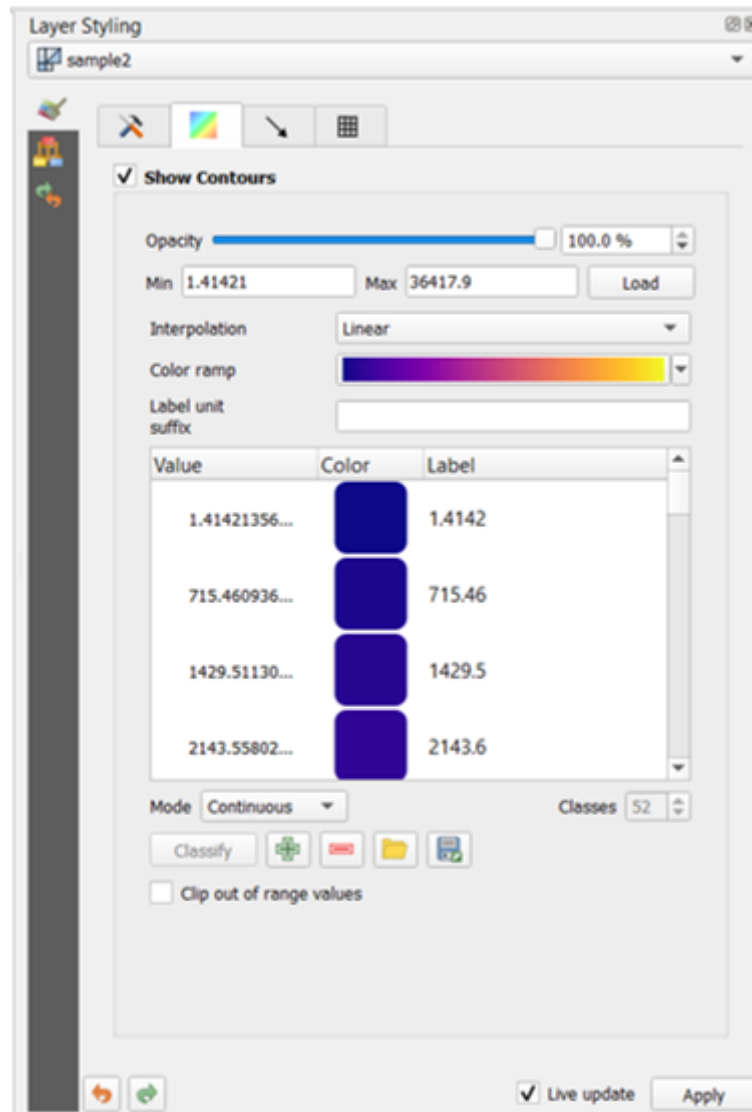 Layer Styling
sample2
Show Contours
Opacity 100.0 %
Min 1.41421 Max 36417.9 Load
Interpolation Linear
Color ramp
Label unit
suffix
Value Color Label
1.41421356... 1.4142
715.460936... 715.46
1429.51130... 1429.5
2143.55802... 2143.6
Mode Continuous Classes 52
Classify
Clip out of range values
Live update Apply